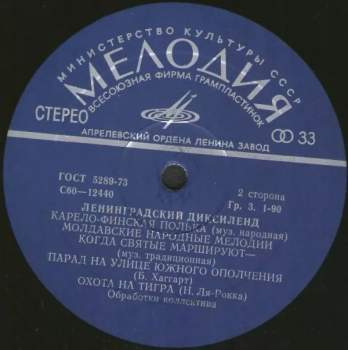 МИНИСТЕРСТВО КУЛЬТУРЫ СССР
МЕЛОДИЯ
ВСЕСОЮЗНАЯ ФИРМА ГРАМПЛАСТИНОК
СТЕРЕО
33
АПРЕЛЕВСКИЙ ОРДЕНА ЛЕНИНА ЗАВОД
ГОСТ 5289-73
С60—12440
2 сторона
Гр. 3. 1-90
ЛЕНИНГРАДСКИЙ ДИКСИЛЕНД
КАРЕЛО-ФИНСКАЯ ПОЛЬКА (муз. народная)
МОЛДАВСКИЕ НАРОДНЫЕ МЕЛОДИИ
КОГДА СВЯТЫЕ МАРШИРУЮТ—
(муз. традиционная)
ПАРАД НА УЛИЦЕ ЮЖНОГО ОПОЛЧЕНИЯ
(Б. Хаггарт)
ОХОТА НА ТИГРА (Н. Ля-Рокка)
Обработки коллектива